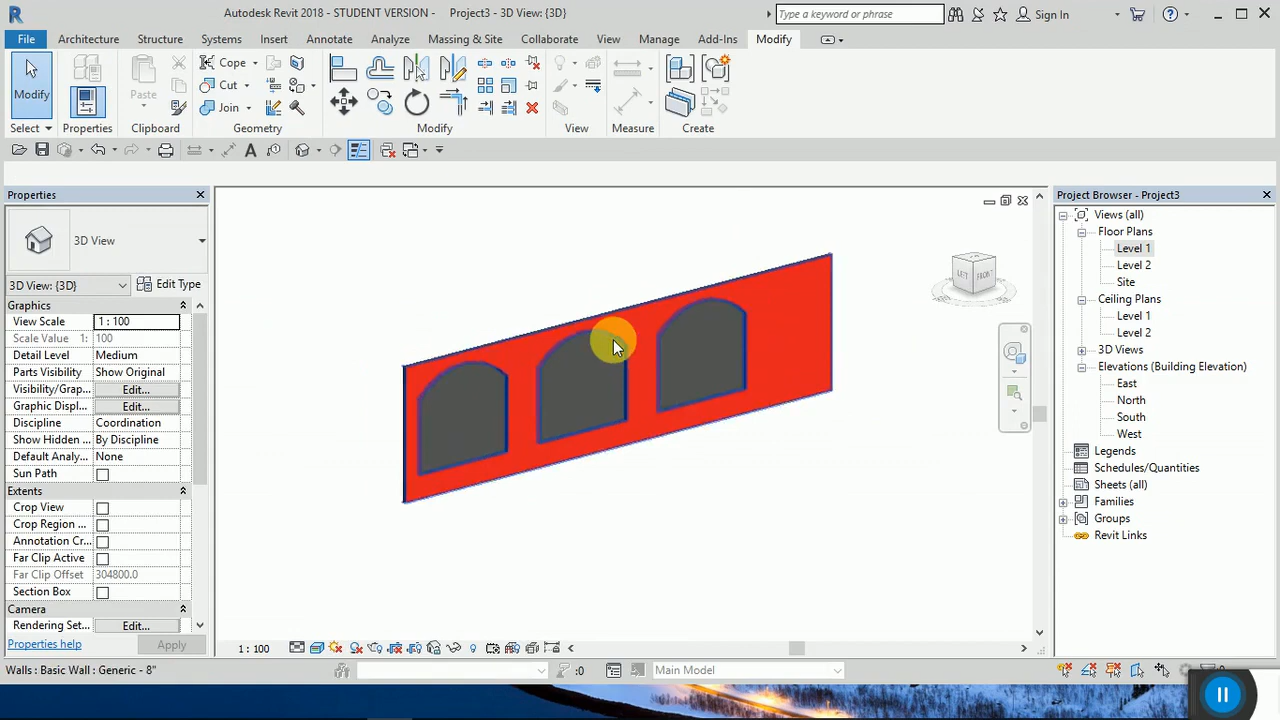 Autodesk Revit 2018 - STUDENT VERSION - Project3 - 3D View: {3D}
Type a keyword or phrase
Sign In
File Architecture Structure Systems Insert Annotate Analyze Massing & Site Collaborate View Manage Add-Ins Modify
Modify
Paste
Cope
Cut
Join
Select Properties Clipboard Geometry Modify View Measure Create
Properties
3D View
3D View: {3D} Edit Type
Graphics
View Scale 1 : 100
Scale Value 1: 100
Detail Level Medium
Parts Visibility Show Original
Visibility/Grap... Edit...
Graphic Displ... Edit...
Discipline Coordination
Show Hidden ... By Discipline
Default Analy... None
Sun Path
Extents
Crop View
Crop Region ...
Annotation Cr...
Far Clip Active
Far Clip Offset 304800.0
Section Box
Camera
Rendering Set... Edit...
Properties help Apply
LEFT FRONT
Project Browser - Project3
Views (all)
Floor Plans
Level 1
Level 2
Site
Ceiling Plans
Level 1
Level 2
3D Views
Elevations (Building Elevation)
East
North
South
West
Legends
Schedules/Quantities
Sheets (all)
Families
Groups
Revit Links
1 : 100
Walls : Basic Wall : Generic - 8"
:0
Main Model